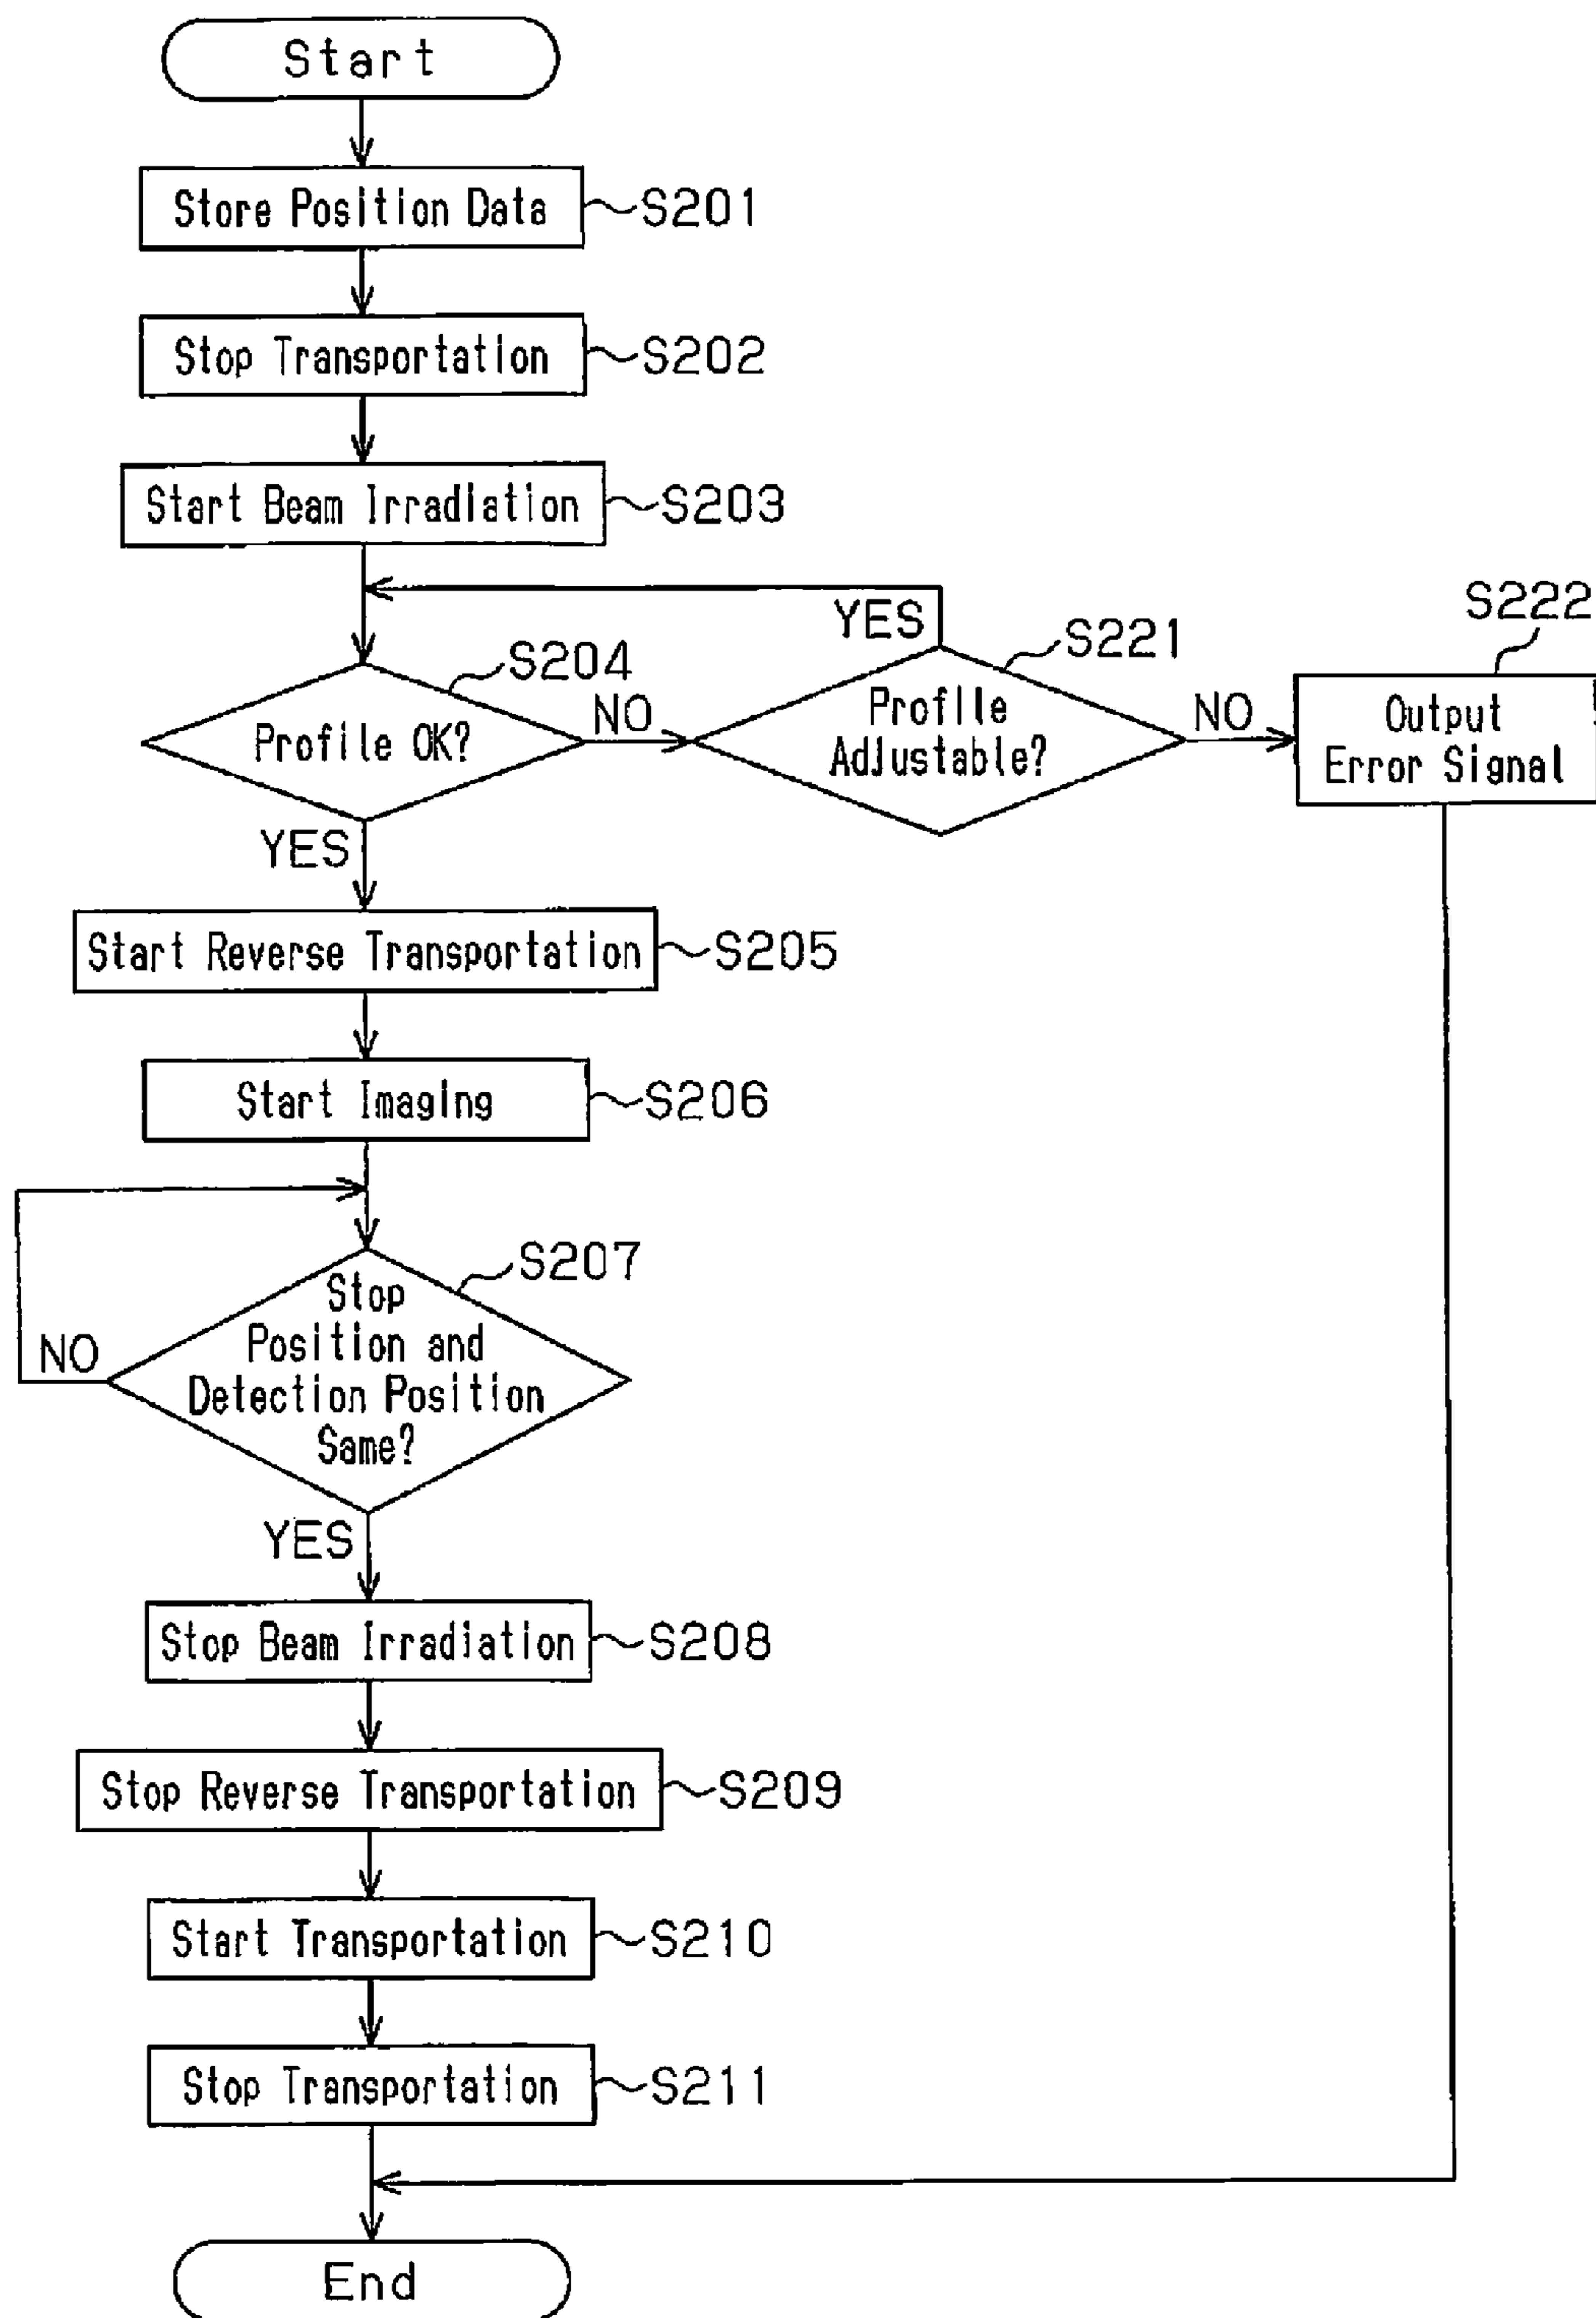 Start
Store Position Data
S201
Stop Transportation
S202
Start Beam Irradiation
S203
YES
S222
S204
S221
Profile OK?
NO
Profile
Adjustable?
NO
Output
Error Signal
YES
Start Reverse Transportation
S205
Start Imaging
S206
S207
Stop
Position and
Detection Position
Same?
NO
YES
Stop Beam Irradiation
S208
Stop Reverse Transportation
S209
Start Transportation
S210
Stop Transportation
S211
End